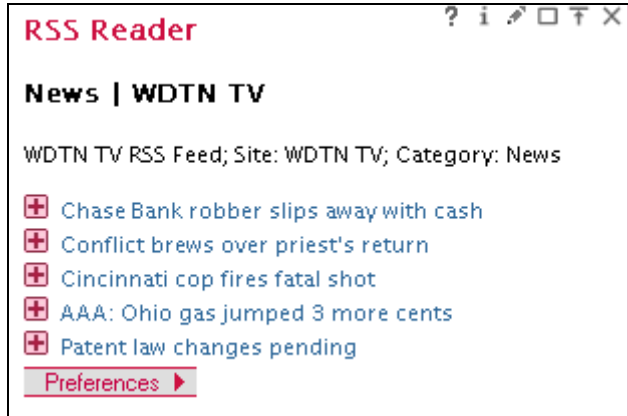 RSS Reader
? i
News | WDTN TV
WDTN TV RSS Feed; Site: WDTN TV; Category: News
Chase Bank robber slips away with cash
Conflict brews over priest's return
Cincinnati cop fires fatal shot
AAA: Ohio gas jumped 3 more cents
Patent law changes pending
Preferences